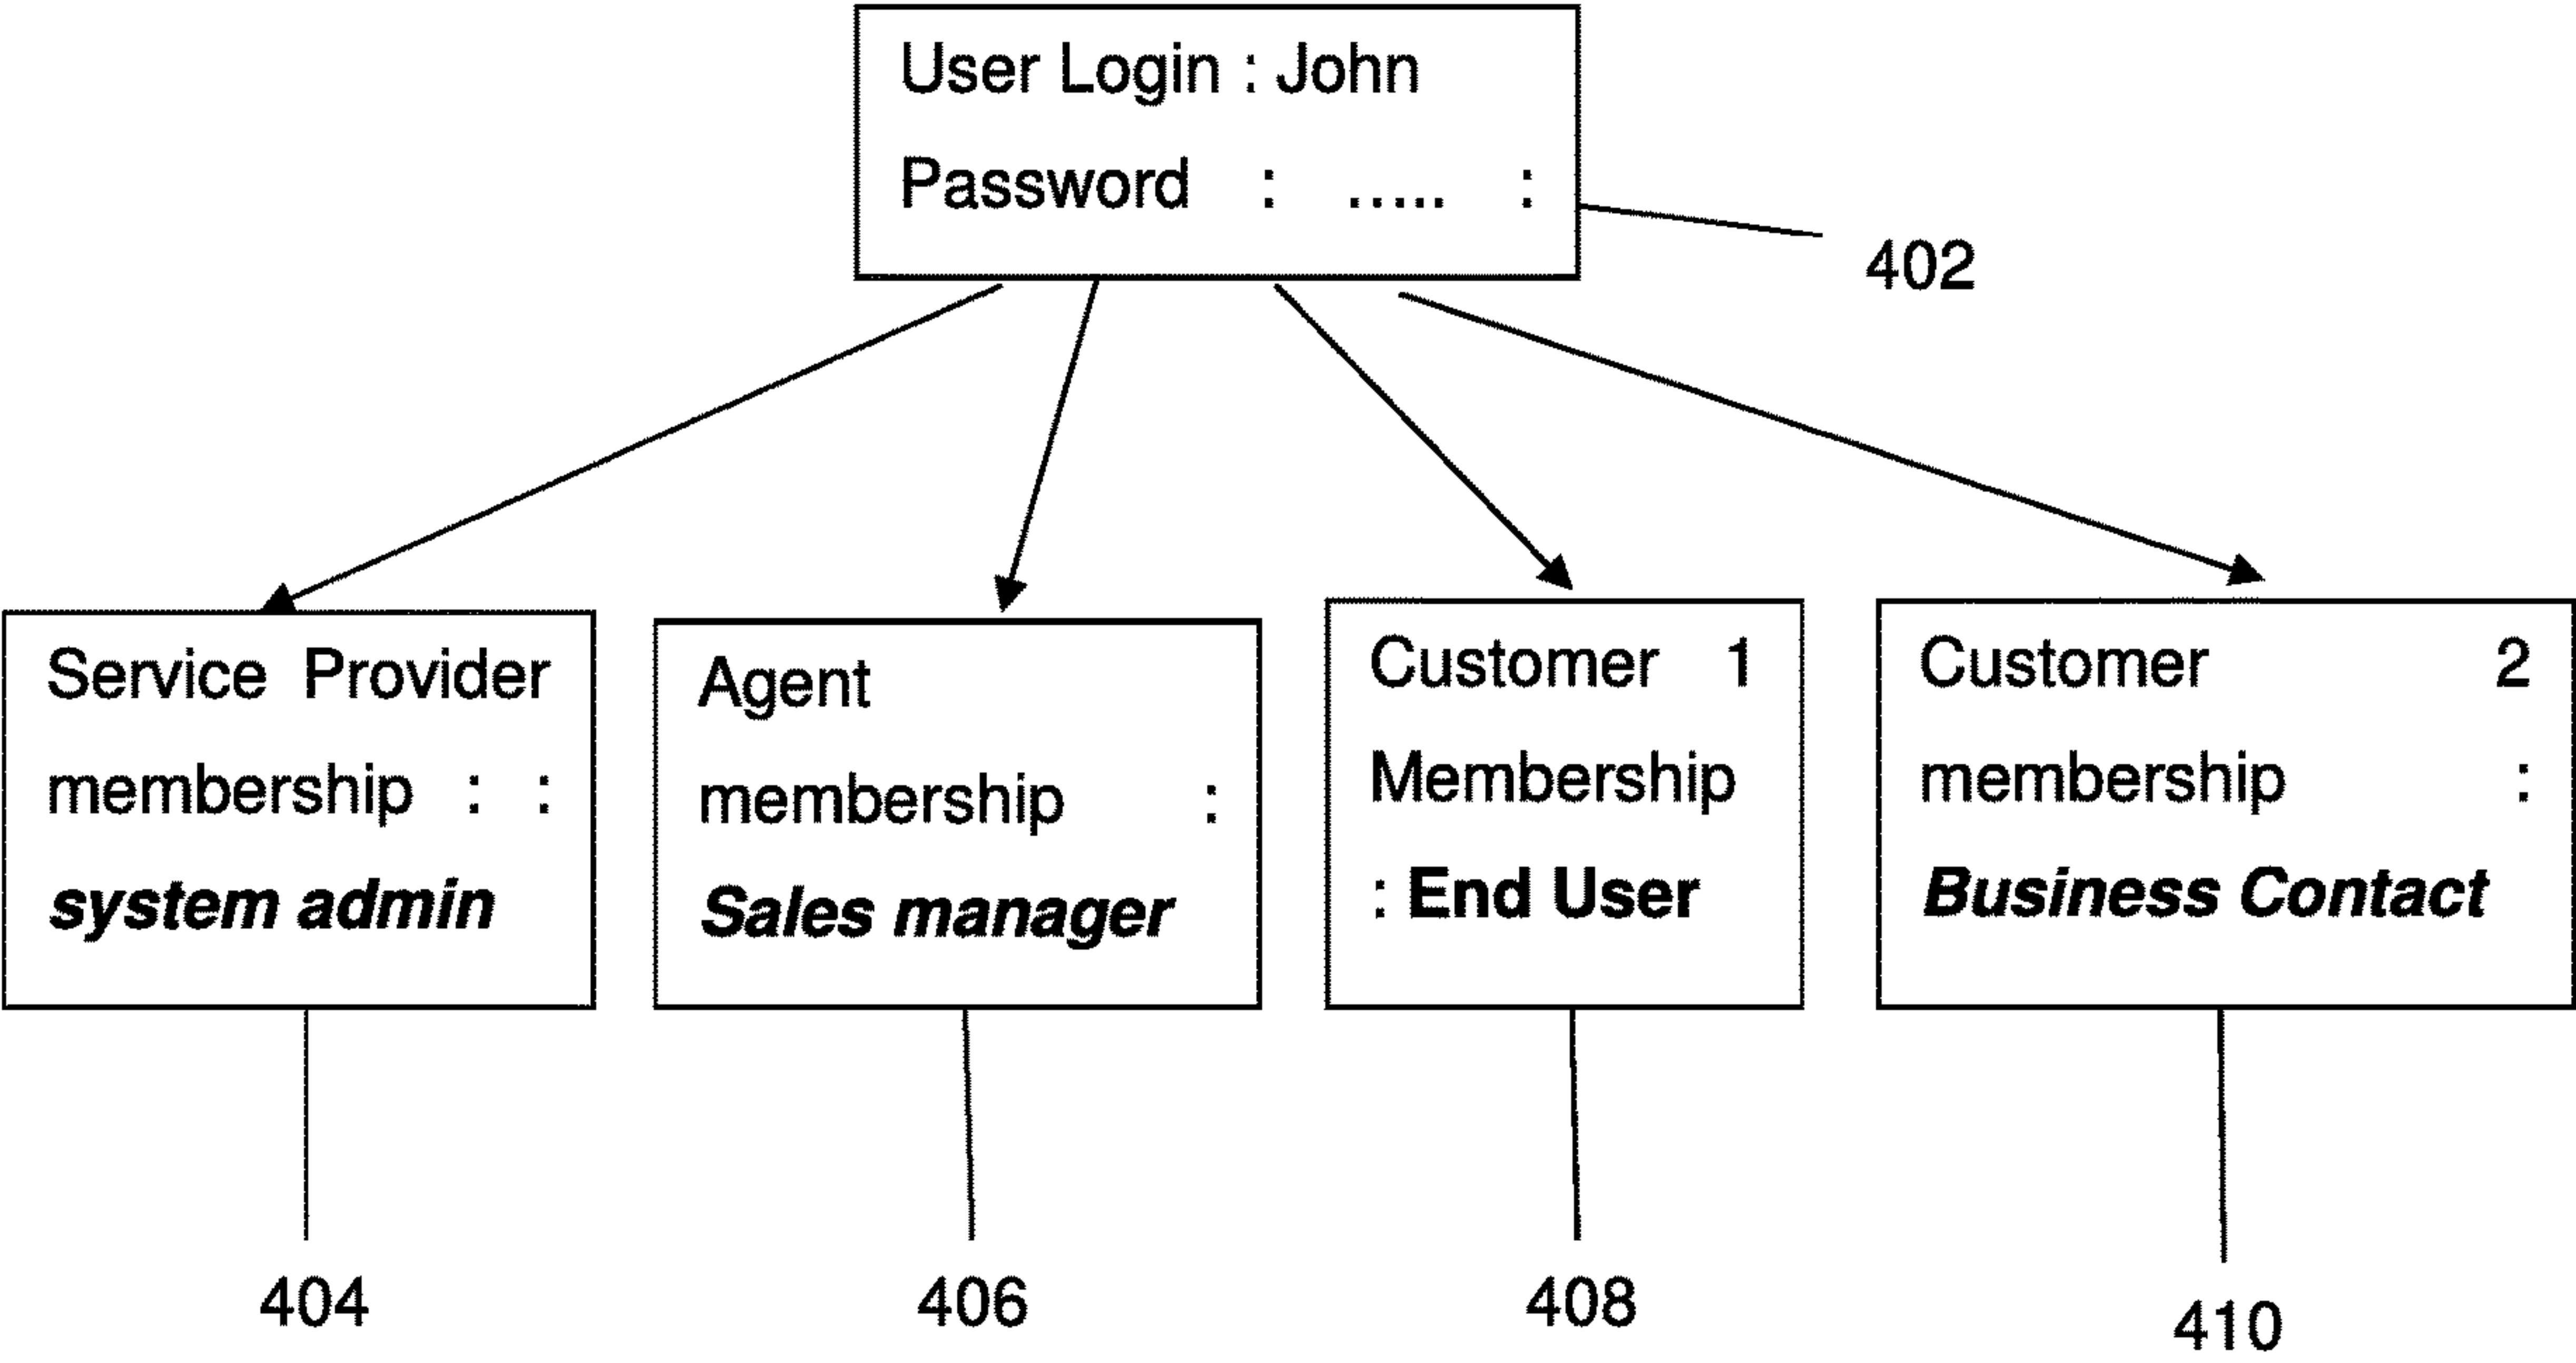 User Login : John
Password : ..... :
402
Service Provider
membership : :
system admin
Agent
membership :
Sales manager
Customer 1
Membership
: End User
Customer 2
membership :
Business Contact
404
406
408
410